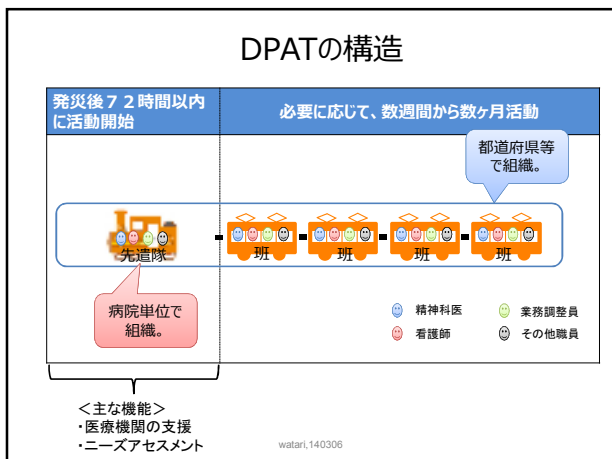 DPATの構造
発災後７２時間以内
に活動開始
必要に応じて、数週間から数ヶ月活動
都道府県等
で組織。
先遣隊
班
班
班
班
病院単位で
組織。
精神科医
業務調整員
看護師
その他職員
＜主な機能＞
・医療機関の支援
・ニーズアセスメント
watari,140306